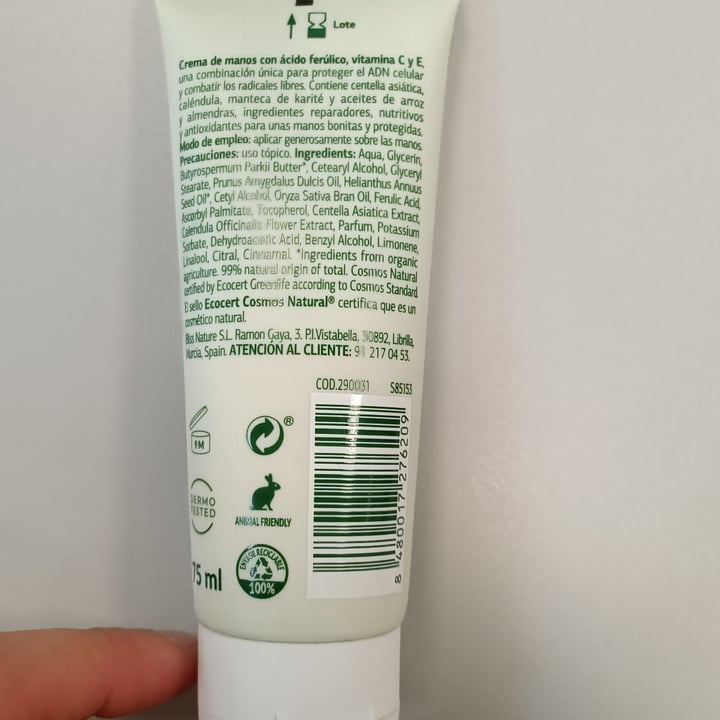 Lote
Crema de manos con ácido ferúlico, vitamina C y E,
una combinación única para proteger el ADN celular
y combatir los radicales libres. Contiene centella asiática,
caléndula, manteca de karité y aceites de arroz
y almendras, ingredientes reparadores, nutritivos
y antioxidantes para unas manos bonitas y protegidas.
Modo de empleo: aplicar generosamente sobre las manos.
Precauciones: uso tópico. Ingredients: Aqua, Glycerin,
Butyrospermum Parkii Butter*, Cetearyl Alcohol, Glyceryl
Stearate, Prunus Amygdalus Dulcis Oil, Helianthus Annuus
Seed Oil*, Cetyl Alcohol, Oryza Sativa Bran Oil, Ferulic Acid,
Ascorbyl Palmitate, Tocopherol, Centella Asiatica Extract,
Calendula Officinalis Flower Extract, Parfum, Potassium
Sorbate, Dehydroacetic Acid, Benzyl Alcohol, Limonene,
Linalool, Citral, Cinnamal. *Ingredients from organic
agriculture. 99% natural origin of total. Cosmos Natural
certified by Ecocert Greenlife according to Cosmos Standard.
El sello Ecocert Cosmos Natural® certifica que es un
cosmético natural.
Bliss Nature S.L. Ramon Gaya, 3. P.I.Vistabella, 30892, Librilla,
Murcia, Spain. ATENCIÓN AL CLIENTE: 91 217 04 53.
COD.290031 S85153
9M
®
DERMO
TESTED
ANIMAL FRIENDLY
ENVASE RECICLABLE
100%
75 ml
8 480017 276209